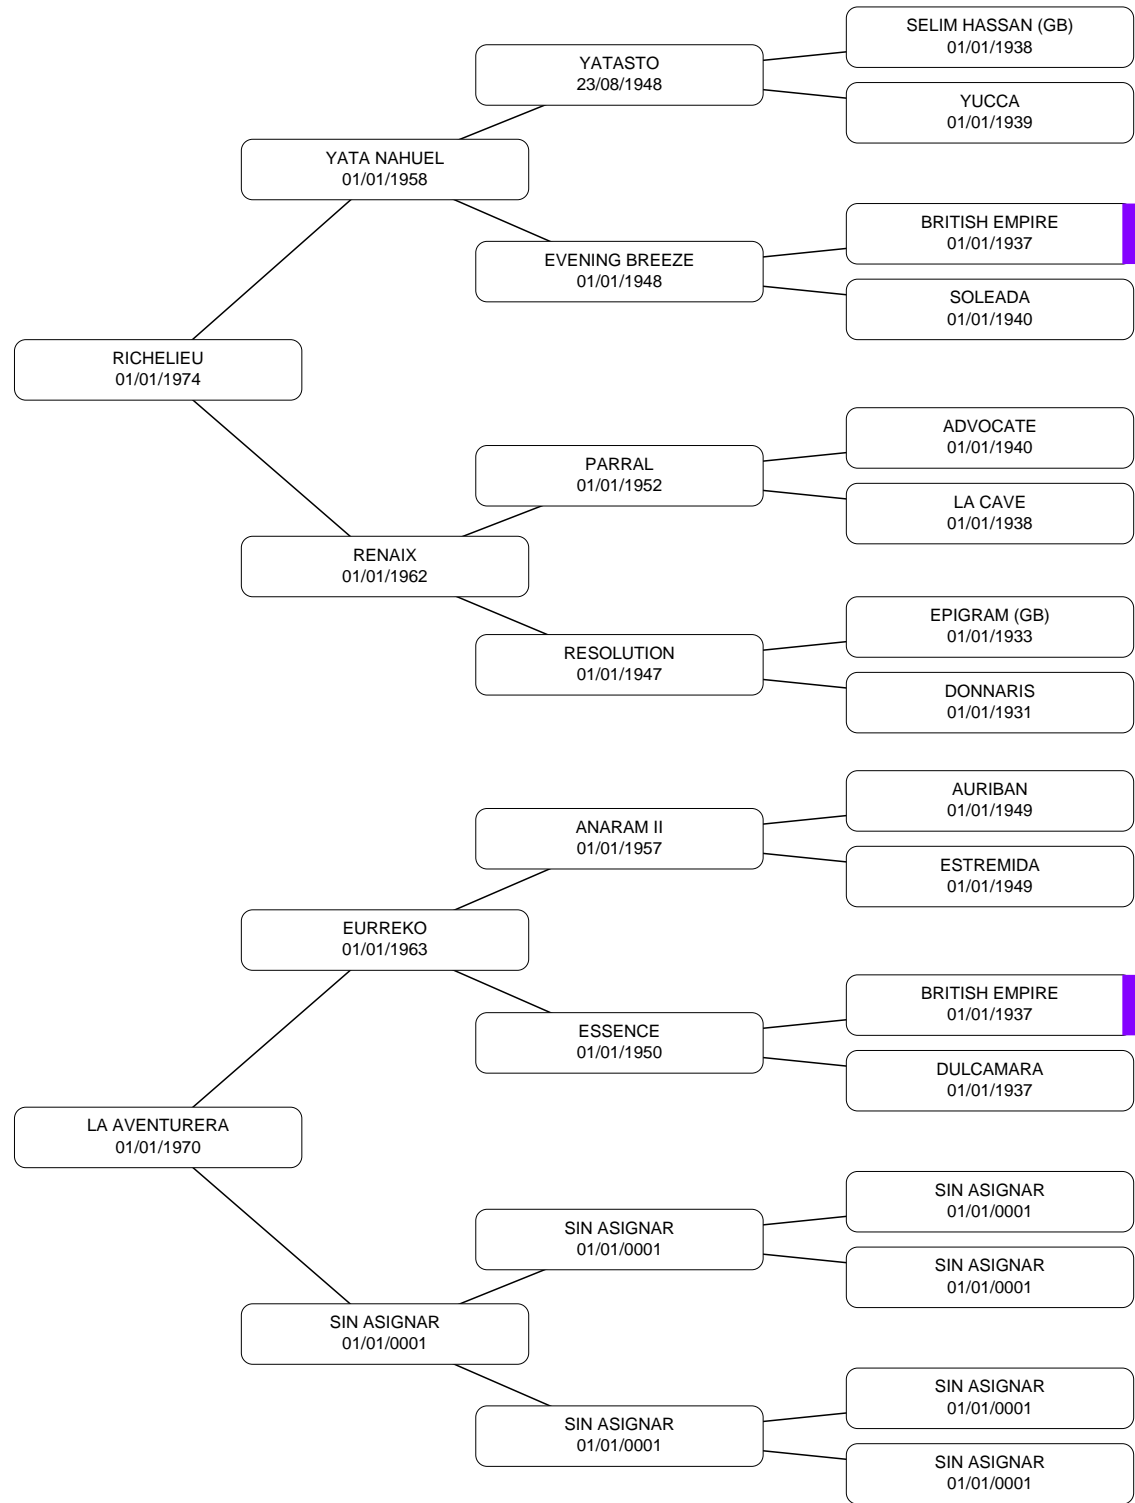 SELIM HASSAN (GB)
01/01/1938
YATASTO
23/08/1948
YUCCA
01/01/1939
YATA NAHUEL
01/01/1958
BRITISH EMPIRE
01/01/1937
EVENING BREEZE
01/01/1948
SOLEADA
01/01/1940
RICHELIEU
01/01/1974
ADVOCATE
01/01/1940
PARRAL
01/01/1952
LA CAVE
01/01/1938
RENAIX
01/01/1962
EPIGRAM (GB)
01/01/1933
RESOLUTION
01/01/1947
DONNARIS
01/01/1931
AURIBAN
01/01/1949
ANARAM II
01/01/1957
ESTREMIDA
01/01/1949
EURREKO
01/01/1963
BRITISH EMPIRE
01/01/1937
ESSENCE
01/01/1950
DULCAMARA
01/01/1937
LA AVENTURERA
01/01/1970
SIN ASIGNAR
01/01/0001
SIN ASIGNAR
01/01/0001
SIN ASIGNAR
01/01/0001
SIN ASIGNAR
01/01/0001
SIN ASIGNAR
01/01/0001
SIN ASIGNAR
01/01/0001
SIN ASIGNAR
01/01/0001